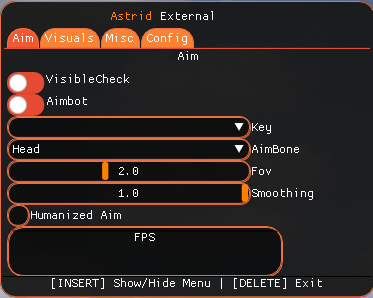 Astrid External
Aim Visuals Misc Config
Aim
VisibleCheck
Aimbot
Key
Head AimBone
2.0 Fov
1.0 Smoothing
Humanized Aim
FPS
[INSERT] Show/Hide Menu | [DELETE] Exit